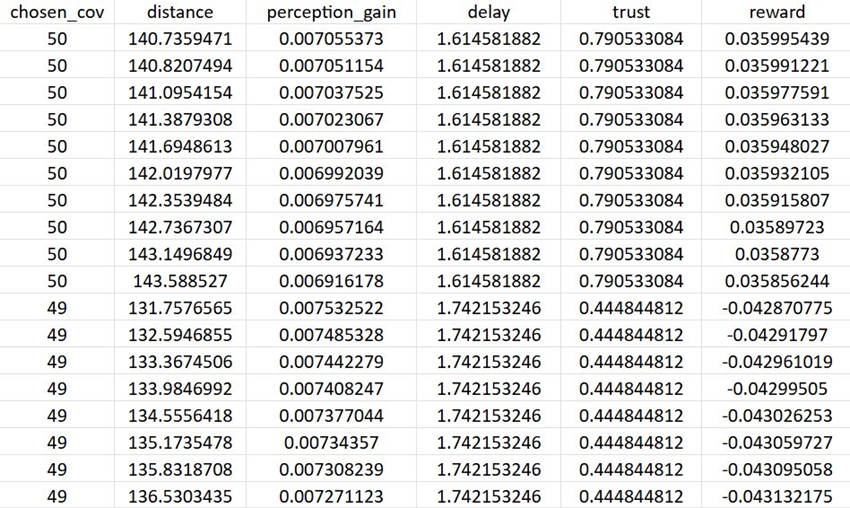 chosen_cov distance perception_gain delay trust reward
50 140.7359471 0.007055373 1.614581882 0.790533084 0.035995439
50 140.8207494 0.007051154 1.614581882 0.790533084 0.035991221
50 141.0954154 0.007037525 1.614581882 0.790533084 0.035977591
50 141.3879308 0.007023067 1.614581882 0.790533084 0.035963133
50 141.6948613 0.007007961 1.614581882 0.790533084 0.035948027
50 142.0197977 0.006992039 1.614581882 0.790533084 0.035932105
50 142.3539484 0.006975741 1.614581882 0.790533084 0.035915807
50 142.7367307 0.006957164 1.614581882 0.790533084 0.03589723
50 143.1496849 0.006937233 1.614581882 0.790533084 0.0358773
50 143.588527 0.006916178 1.614581882 0.790533084 0.035856244
49 131.7576565 0.007532522 1.742153246 0.444844812 -0.042870775
49 132.5946855 0.007485328 1.742153246 0.444844812 -0.04291797
49 133.3674506 0.007442279 1.742153246 0.444844812 -0.042961019
49 133.9846992 0.007408247 1.742153246 0.444844812 -0.04299505
49 134.5556418 0.007377044 1.742153246 0.444844812 -0.043026253
49 135.1735478 0.00734357 1.742153246 0.444844812 -0.043059727
49 135.8318708 0.007308239 1.742153246 0.444844812 -0.043095058
49 136.5303435 0.007271123 1.742153246 0.444844812 -0.043132175